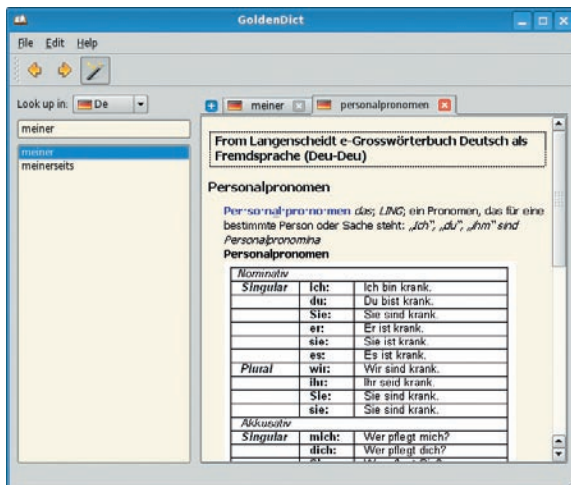 GoldenDict
File Edit Help
Look up in: De
meiner
meiner
meinerseits
meiner personalpronomen
From Langenscheidt e-Grosswörterbuch Deutsch als
Fremdsprache (Deu-Deu)
Personalpronomen
Per·so·nal·pro·no·men das; LING; ein Pronomen, das für eine
bestimmte Person oder Sache steht: „Ich", „du", „ihm" sind
Personalpronomina
Personalpronomen
Nominativ
Singular ich: Ich bin krank.
du: Du bist krank.
Sie: Sie sind krank.
er: Er ist krank.
sie: Sie ist krank.
es: Es ist krank.
Plural wir: Wir sind krank.
ihr: Ihr seid krank.
Sie: Sie sind krank.
sie: Sie sind krank.
Akkusativ
Singular mich: Wer pflegt mich?
dich: Wer pflegt dich?